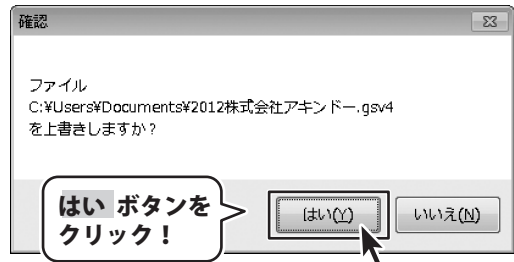 確認
ファイル
C:¥Users¥Documents¥2012株式会社アキンドー.gsv4
を上書きしますか？
はい ボタンを
クリック！
はい(Y)
いいえ(N)